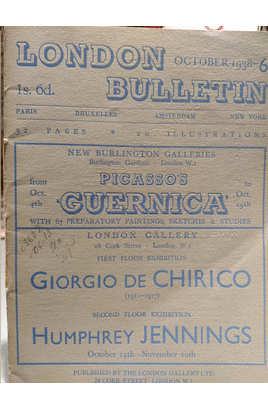 LONDON
OCTOBER 1938-6
BULLETIN
1s. 6d.
PARIS BRUXELLES AMSTERDAM NEW YORK
32 PAGES * 20 ILLUSTRATIONS
NEW BURLINGTON GALLERIES
Burlington Gardens London W.1
from Oct. 4th
PICASSO'S
"GUERNICA"
to Oct. 29th
WITH 67 PREPARATORY PAINTINGS, SKETCHES & STUDIES
LONDON GALLERY
28 Cork Street - London W.1
FIRST FLOOR EXHIBITION
GIORGIO DE CHIRICO
(1911-1917)
SECOND FLOOR EXHIBITION
HUMPHREY JENNINGS
October 14th—November 12th
PUBLISHED BY THE LONDON GALLERY LTD.
28 CORK STREET LONDON W.1